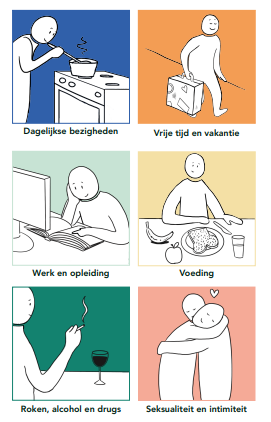 Dagelijkse bezigheden
Vrije tijd en vakantie
Werk en opleiding
Voeding
Roken, alcohol en drugs
Seksualiteit en intimiteit